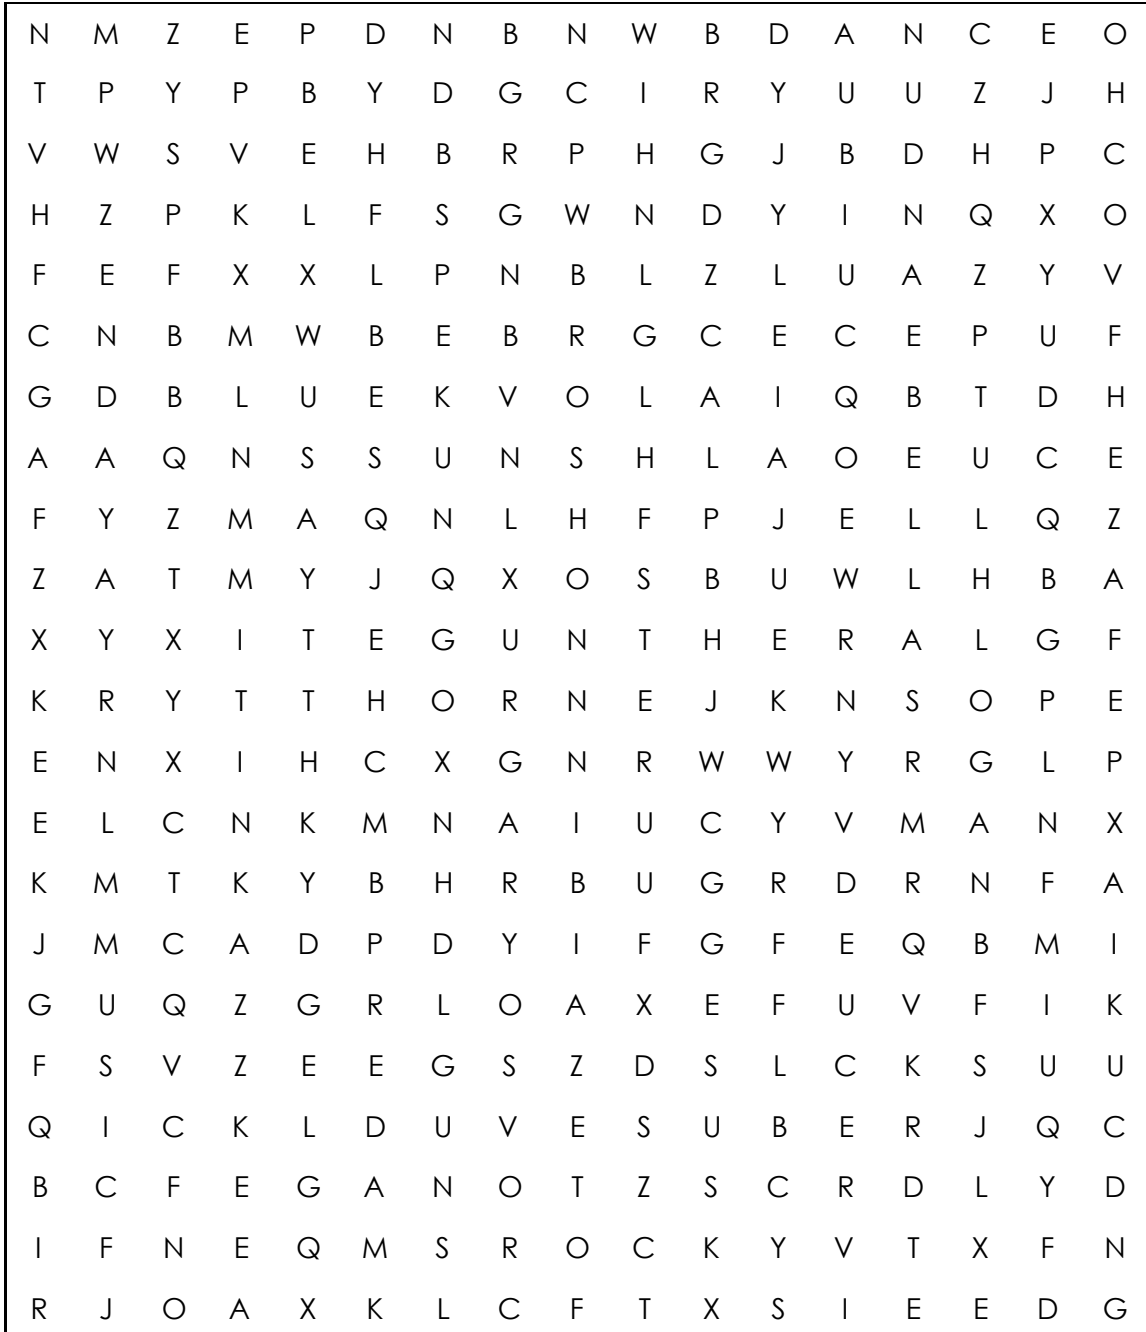 N M Z E P D N B N W B D A N C E O
T P Y P B Y D G C I R Y U U Z J H
V W S V E H B R P H G J B D H P C
H Z P K L F S G W N D Y I N Q X O
F E F X X L P N B L Z L U A Z Y V
C N B M W B E B R G C E C E P U F
G D B L U E K V O L A I Q B T D H
A A Q N S S U N S H L A O E U C E
F Y Z M A Q N L H F P J E L L Q Z
Z A T M Y J Q X O S B U W L H B A
X Y X I T E G U N T H E R A L G F
K R Y T T H O R N E J K N S O P E
E N X I H C X G N R W W Y R G L P
E L C N K M N A I U C Y V M A N X
K M T K Y B H R B U G R D R N F A
J M C A D P D Y I F G F E Q B M I
G U Q Z G R L O A X E F U V F I K
F S V Z E E G S Z D S L C K S U U
Q I C K L D U V E S U B E R J Q C
B C F E G A N O T Z S C R D L Y D
I F N E Q M S R O C K Y V T X F N
R J O A X K L C F T X S I E E D G